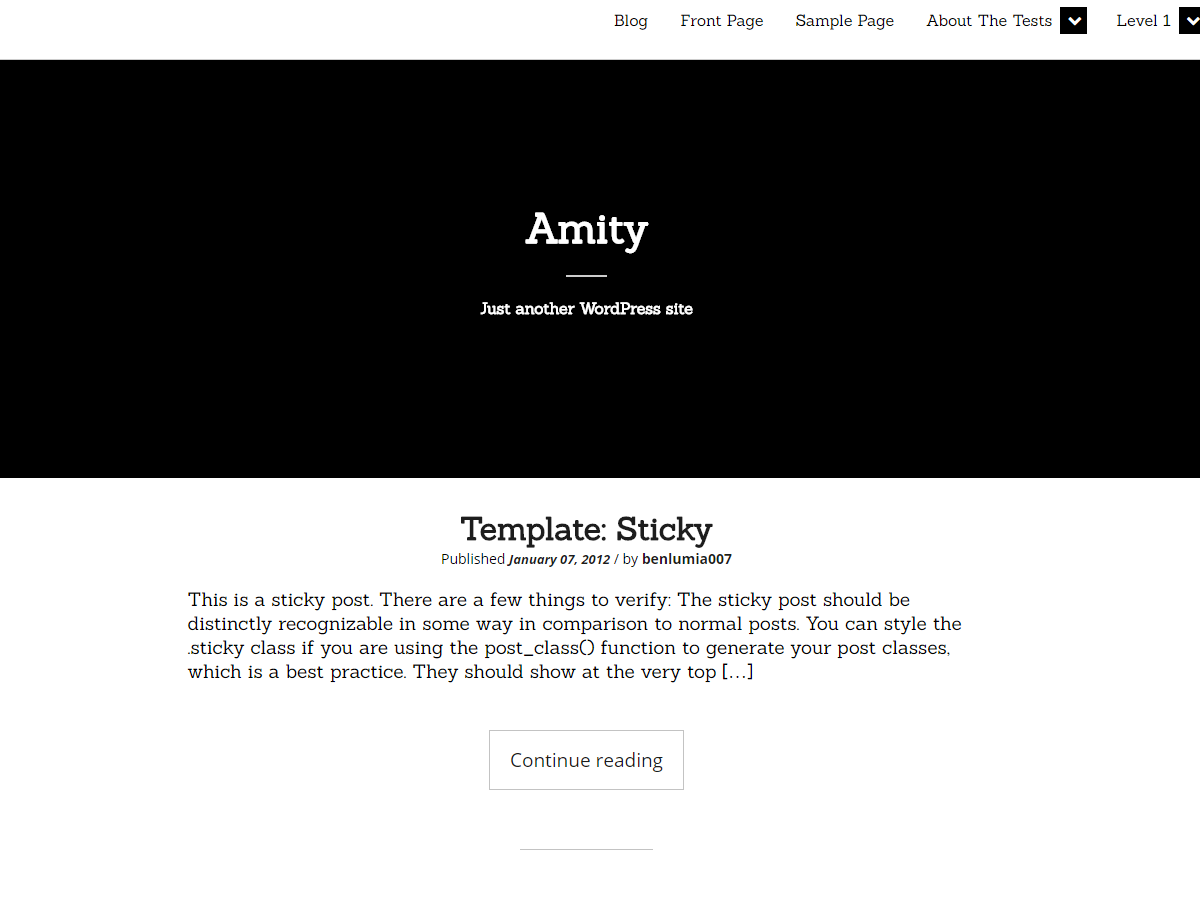 Blog Front Page Sample Page About The Tests Level 1
Amity
Just another WordPress site
Template: Sticky
Published January 07, 2012 / by benlumia007
This is a sticky post. There are a few things to verify: The sticky post should be
distinctly recognizable in some way in comparison to normal posts. You can style the
.sticky class if you are using the post_class() function to generate your post classes,
which is a best practice. They should show at the very top […]
Continue reading